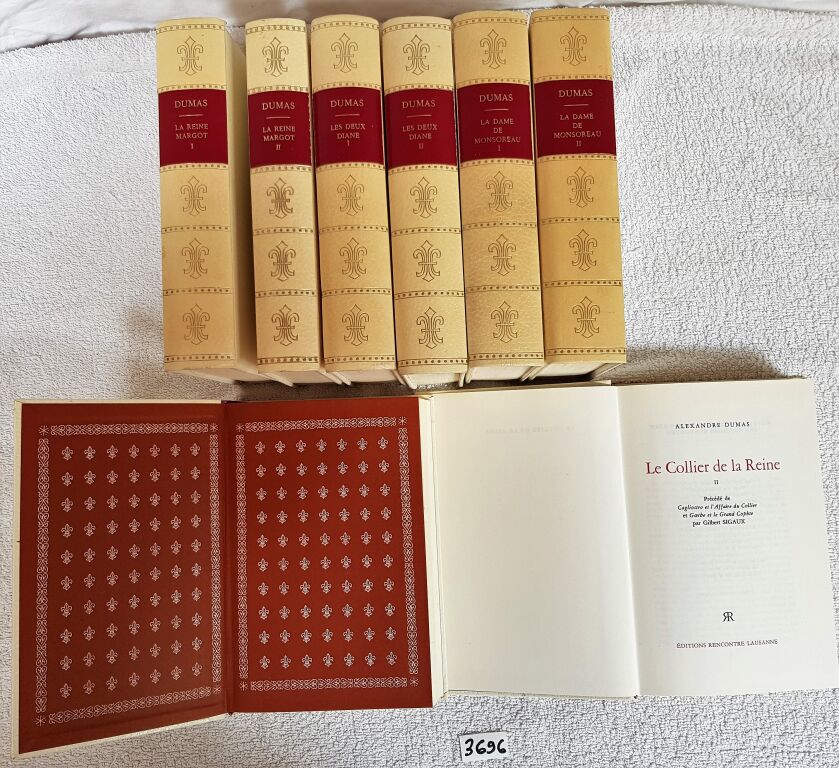 DUMAS
LA REINE
MARGOT
I
DUMAS
LA REINE
MARGOT
II
DUMAS
LES DEUX
DIANE
I
DUMAS
LES DEUX
DIANE
II
DUMAS
LA DAME
DE
MONSOREAU
I
DUMAS
LA DAME
DE
MONSOREAU
II
ALEXANDRE DUMAS
Le Collier de la Reine
II
Précédé de
Cagliostro et l'Affaire du Collier
et Gœthe et le Grand Cophte
par Gilbert SIGAUX
ÉDITIONS RENCONTRE LAUSANNE
3696